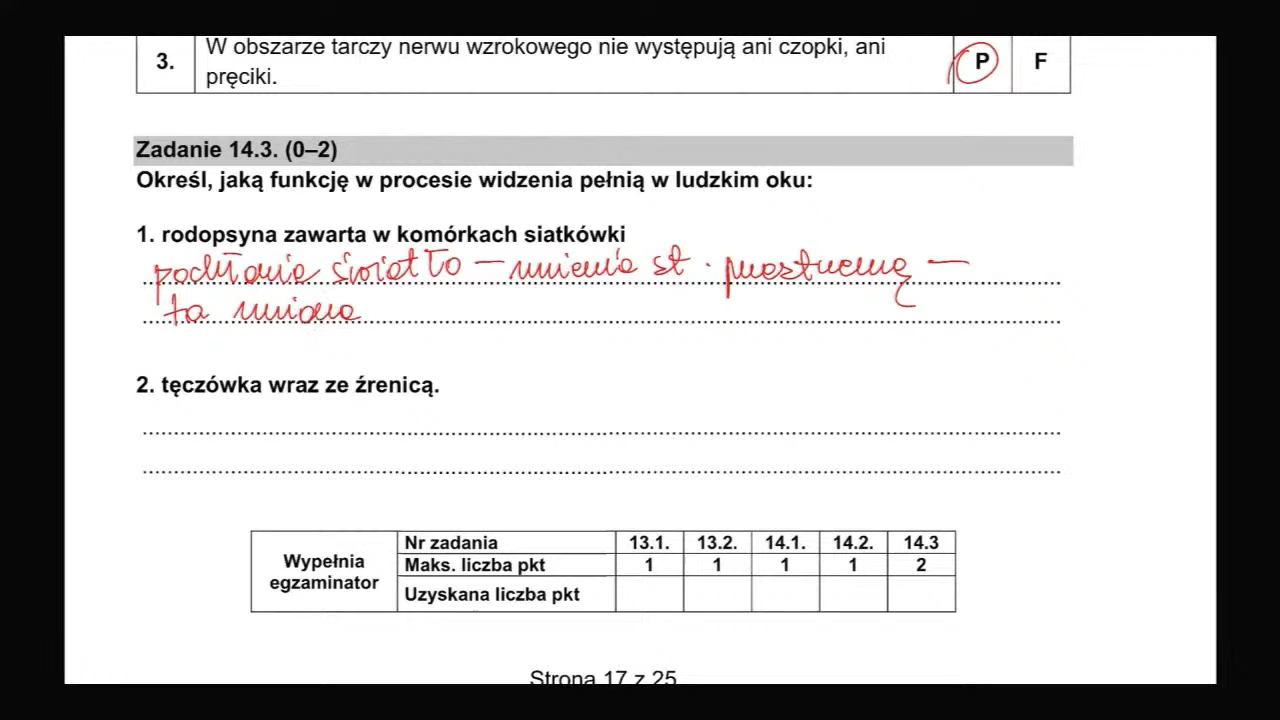 3. W obszarze tarczy nerwu wzrokowego nie występują ani czopki, ani
pręciki. P F
Zadanie 14.3. (0–2)
Określ, jaką funkcję w procesie widzenia pełnią w ludzkim oku:
1. rodopsyna zawarta w komórkach siatkówki
pochłania światło – zmienia st. przestrzenną –
ta zmiana
2. tęczówka wraz ze źrenicą.
Wypełnia egzaminator
Nr zadania 13.1. 13.2. 14.1. 14.2. 14.3
Maks. liczba pkt 1 1 1 1 2
Uzyskana liczba pkt
Strona 17 z 25